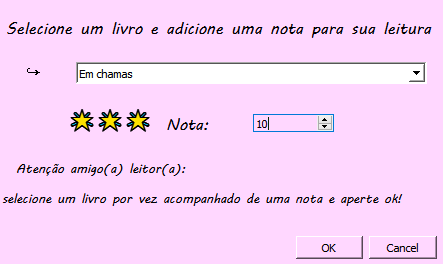 Selecione um livro e adicione uma nota para sua leitura
Em chamas
Nota: 10
Atenção amigo(a) leitor(a):
selecione um livro por vez acompanhado de uma nota e aperte ok!
OK Cancel